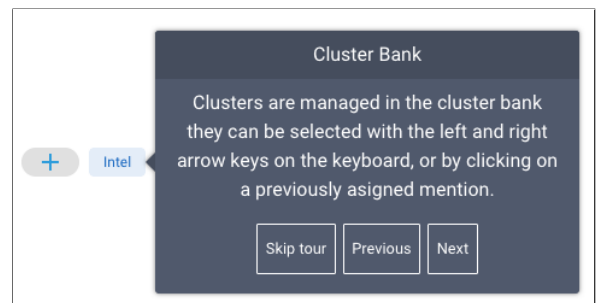 Cluster Bank
Clusters are managed in the cluster bank
they can be selected with the left and right
arrow keys on the keyboard, or by clicking on
a previously asigned mention.
+ Intel
Skip tour Previous Next